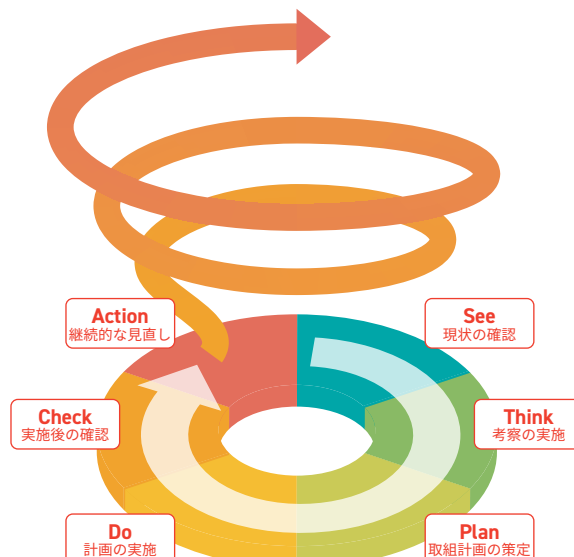 Action
継続的な見直し
See
現状の確認
Check
実施後の確認
Think
考察の実施
Do
計画の実施
Plan
取組計画の策定